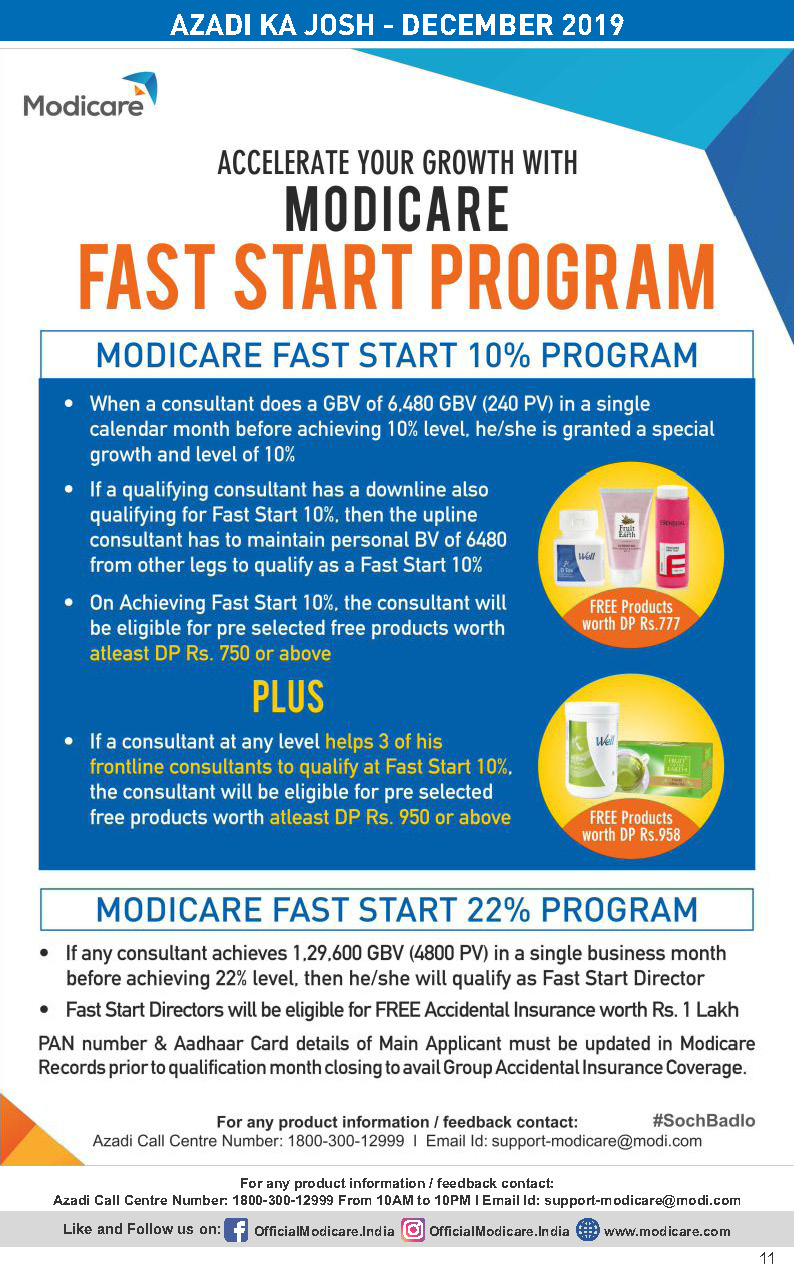 AZADI KA JOSH - DECEMBER 2019
Modicare
ACCELERATE YOUR GROWTH WITH
MODICARE
FAST START PROGRAM
MODICARE FAST START 10% PROGRAM
• When a consultant does a GBV of 6,480 GBV (240 PV) in a single
calendar month before achieving 10% level, he/she is granted a special
growth and level of 10%
• If a qualifying consultant has a downline also
qualifying for Fast Start 10%, then the upline
consultant has to maintain personal BV of 6480
from other legs to qualify as a Fast Start 10%
• On Achieving Fast Start 10%, the consultant will
be eligible for pre selected free products worth
atleast DP Rs. 750 or above
Well
Fruit
Earth
ESSENSUAL
FREE Products
worth DP Rs.777
PLUS
• If a consultant at any level helps 3 of his
frontline consultants to qualify at Fast Start 10%,
the consultant will be eligible for pre selected
free products worth atleast DP Rs. 950 or above
Well
FRUIT
EARTH
FREE Products
worth DP Rs.958
MODICARE FAST START 22% PROGRAM
• If any consultant achieves 1,29,600 GBV (4800 PV) in a single business month
before achieving 22% level, then he/she will qualify as Fast Start Director
• Fast Start Directors will be eligible for FREE Accidental Insurance worth Rs. 1 Lakh
PAN number & Aadhaar Card details of Main Applicant must be updated in Modicare
Records prior to qualification month closing to avail Group Accidental Insurance Coverage.
For any product information / feedback contact:
#SochBadlo
Azadi Call Centre Number: 1800-300-12999 I Email Id: support-modicare@modi.com
For any product information / feedback contact:
Azadi Call Centre Number: 1800-300-12999 From 10AM to 10PM I Email Id: support-modicare@modi.com
Like and Follow us on: OfficialModicare.India OfficialModicare.India www.modicare.com
11